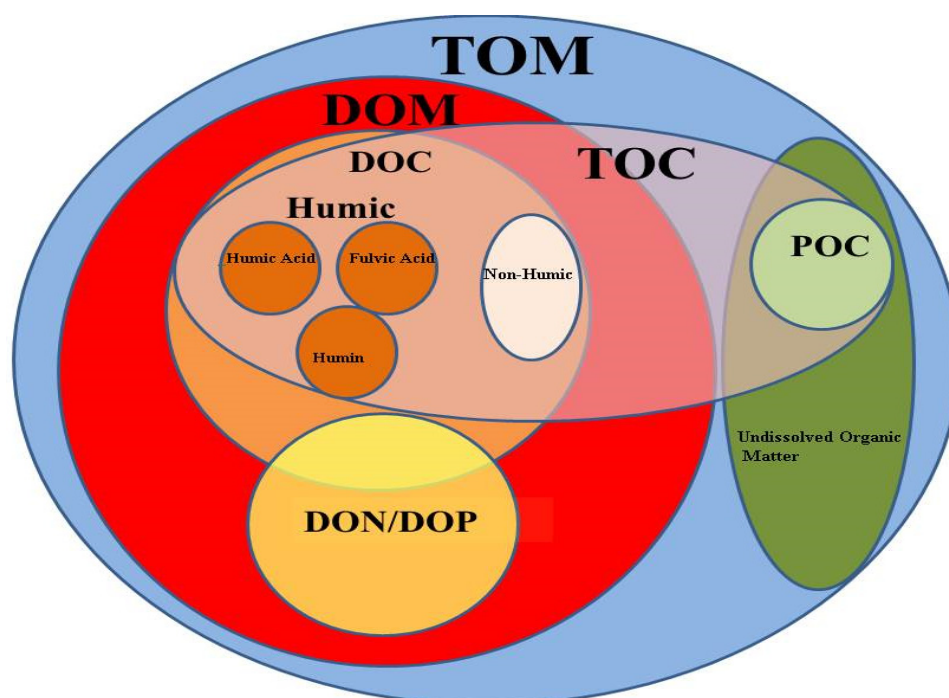 TOM
DOM
DOC
TOC
Humic
Humic Acid
Fulvic Acid
Non-Humic
POC
Humin
Undissolved Organic
Matter
DON/DOP